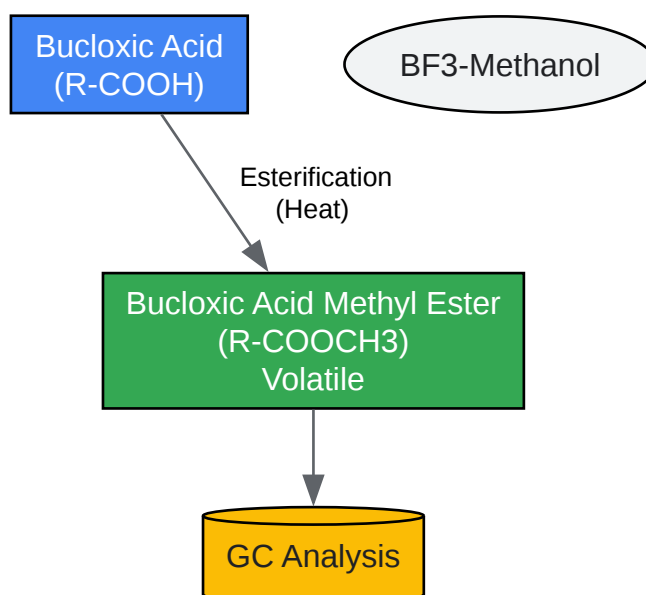 Bucloxic Acid
(R-COOH)
BF3-Methanol
Esterification
(Heat)
Bucloxic Acid Methyl Ester
(R-COOCH3)
Volatile
GC Analysis